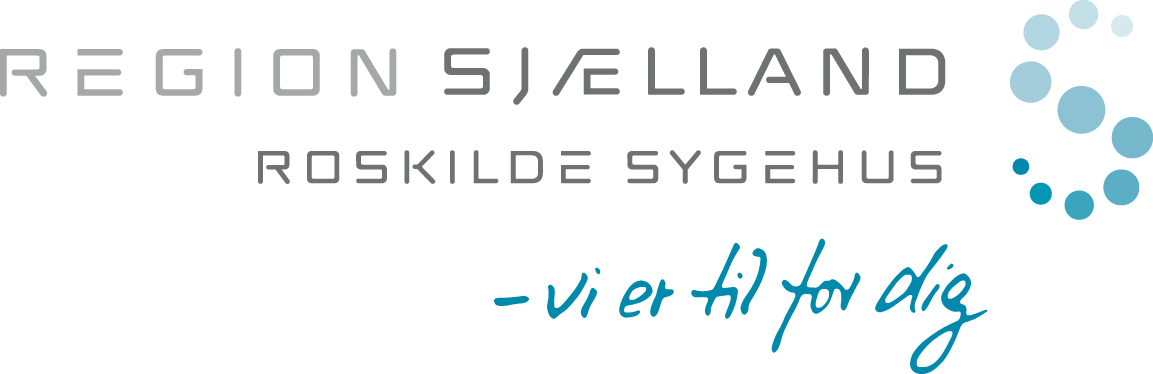 REGION SJÆLLAND
ROSKILDE SYGEHUS
- vi er til for dig